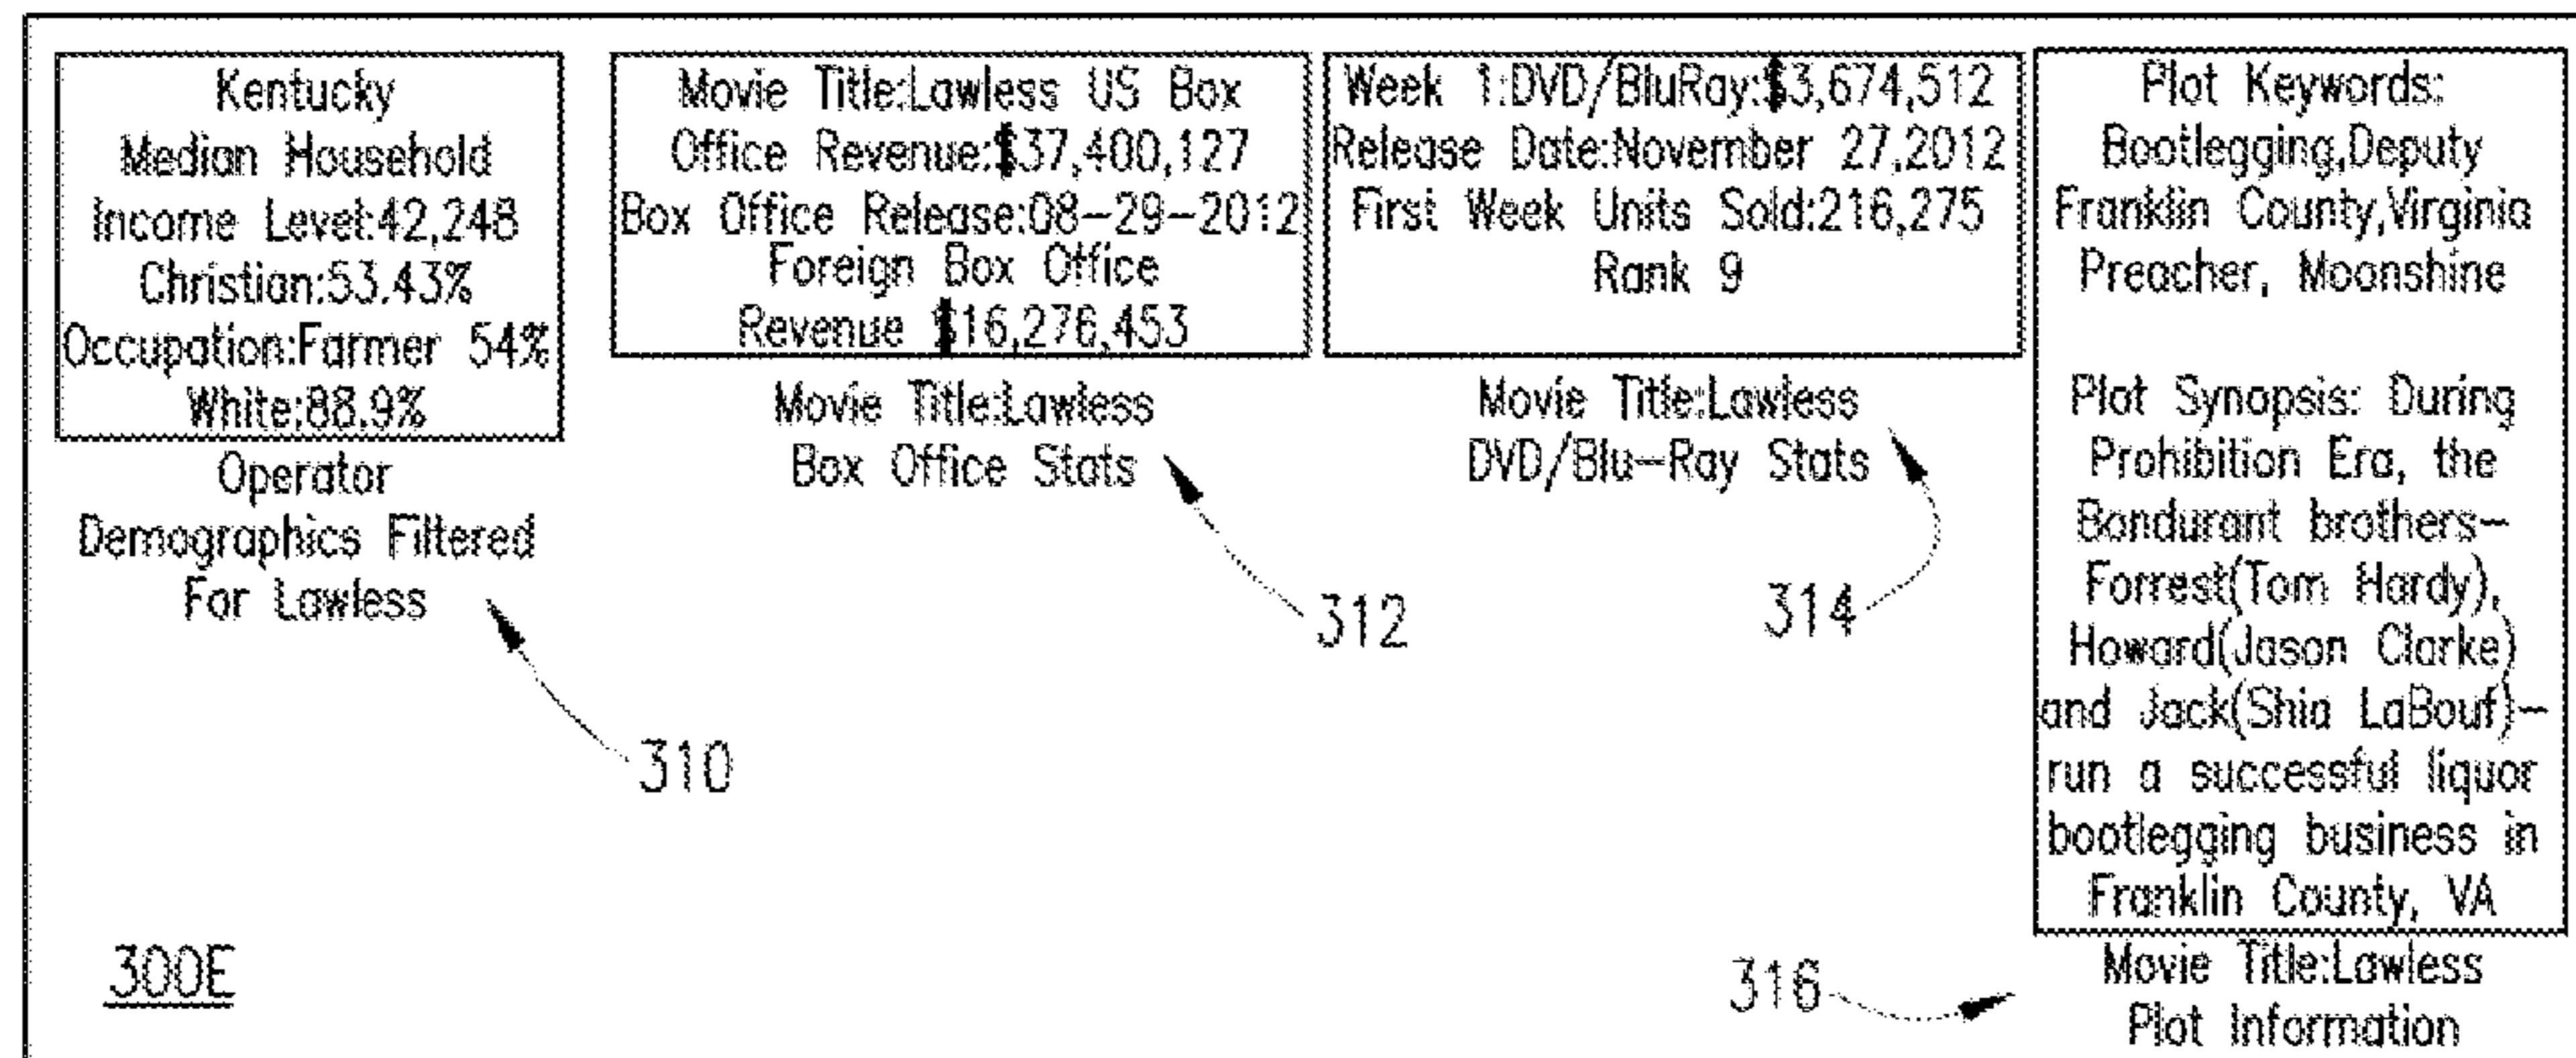 Kentucky
Median Household
Income Level:42,248
Christian:53.43%
Occupation:Farmer 54%
White:88.9%
Operator
Demographics Filtered
For Lawless
310
Movie Title:Lawless US Box
Office Revenue:$37,400,127
Box Office Release:08-29-2012
Foreign Box Office
Revenue $16,276,453
Movie Title:Lawless
Box Office Stats
312
Week 1:DVD/BluRay:$3,674,512
Release Date:November 27,2012
First Week Units Sold:216,275
Rank 9
Movie Title:Lawless
DVD/Blu-Ray Stats
314
Plot Keywords:
Bootlegging,Deputy
Franklin County,Virginia
Preacher, Moonshine
Plot Synopsis: During
Prohibition Era, the
Bondurant brothers-
Forrest(Tom Hardy),
Howard(Jason Clarke)
and Jack(Shia LaBouf)-
run a successful liquor
bootlegging business in
Franklin County, VA
Movie Title:Lawless
Plot Information
316
300E